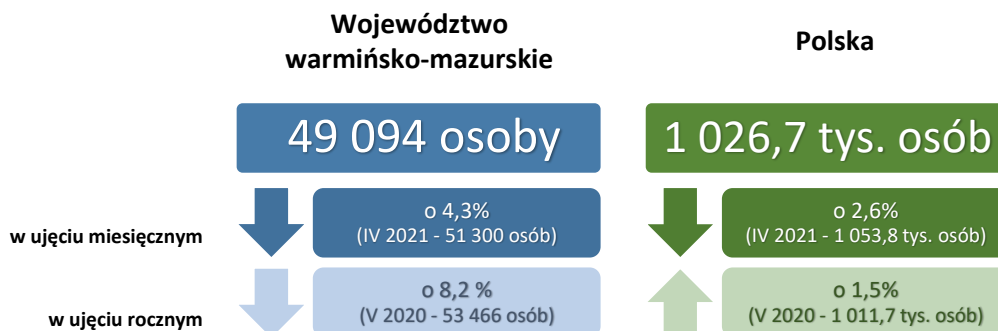 Województwo
warmińsko-mazurskie
Polska
49 094 osoby
1 026,7 tys. osób
w ujęciu miesięcznym
o 4,3%
(IV 2021 - 51 300 osób)
o 2,6%
(IV 2021 - 1 053,8 tys. osób)
w ujęciu rocznym
o 8,2 %
(V 2020 - 53 466 osób)
o 1,5%
(V 2020 - 1 011,7 tys. osób)